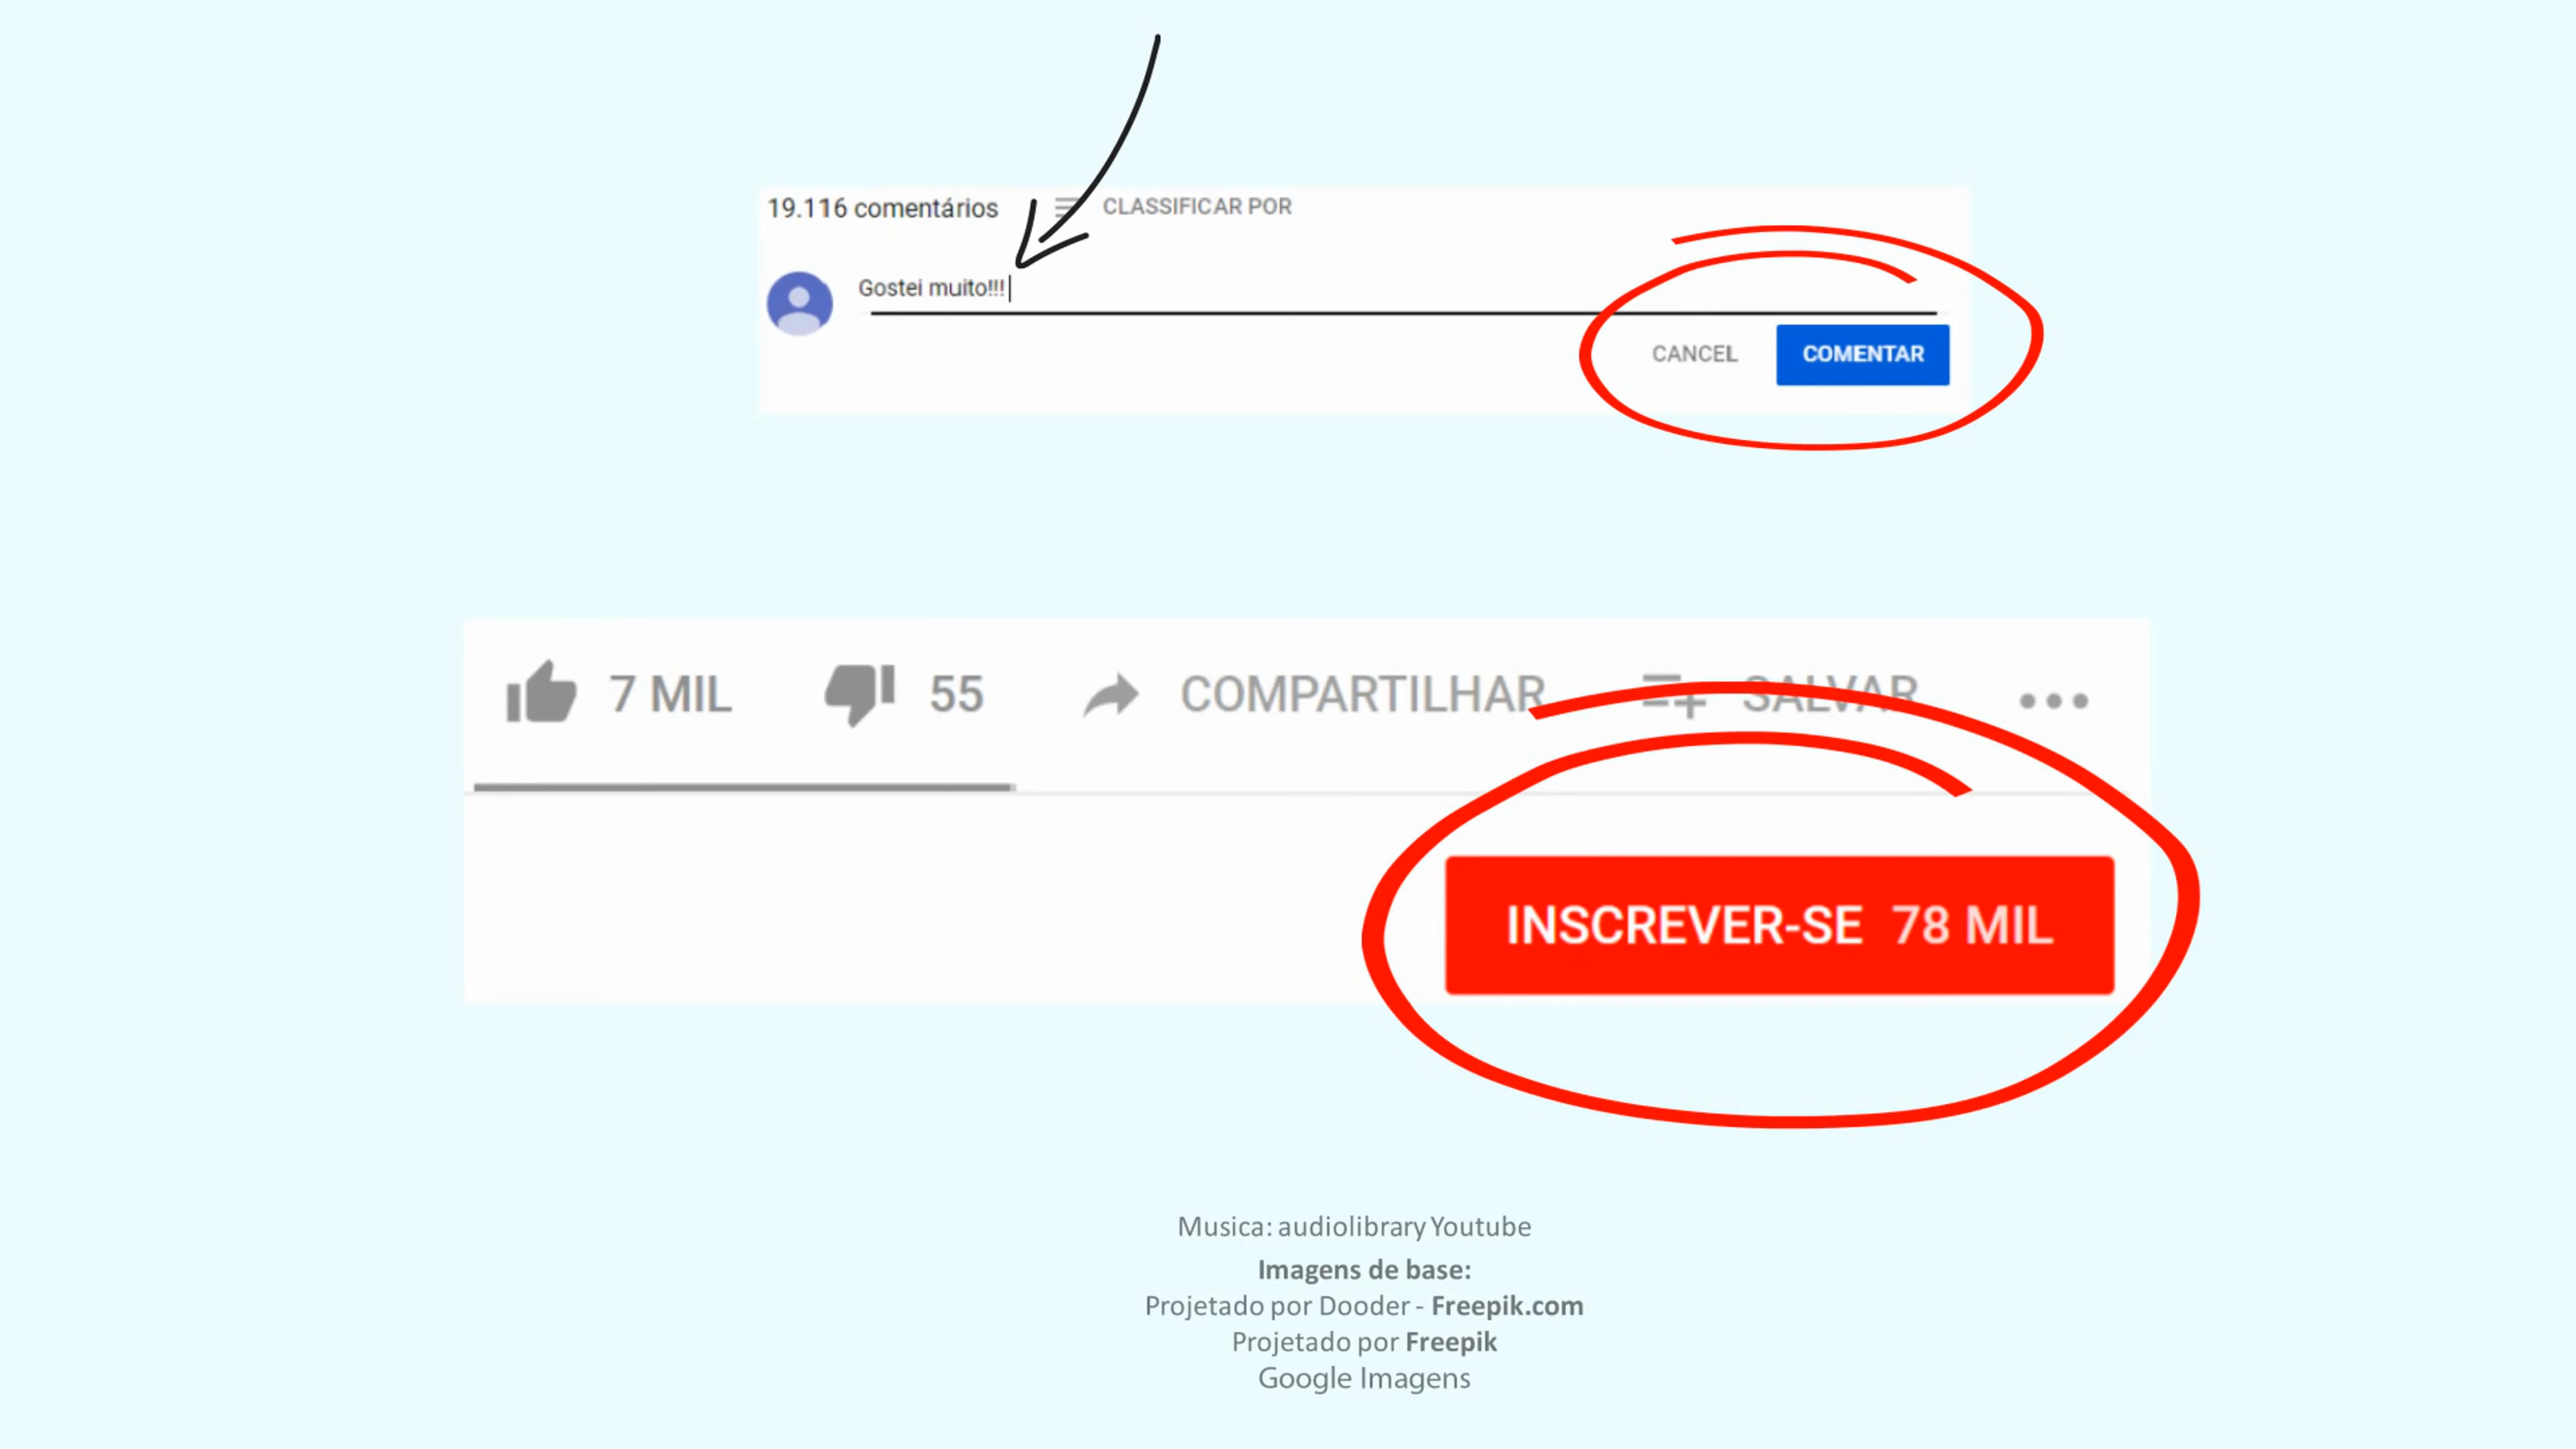 19.116 comentários CLASSIFICAR POR
Gostei muito!!!
CANCEL COMENTAR
7 MIL 55 COMPARTILHAR SALVAR
INSCREVER-SE 78 MIL
Musica: audiolibrary Youtube
Imagens de base:
Projetado por Dooder - Freepik.com
Projetado por Freepik
Google Imagens